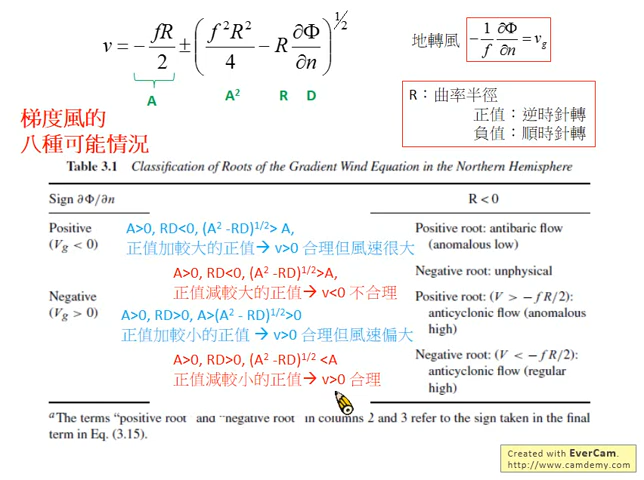 v = − fR/2 ± ( f²R²/4 − R ∂Φ/∂n )^1/2
地轉風 − 1/f ∂Φ/∂n = v_g
A A² R D
R：曲率半徑
正值：逆時針轉
負值：順時針轉
梯度風的
八種可能情況
Table 3.1 Classification of Roots of the Gradient Wind Equation in the Northern Hemisphere
Sign ∂Φ/∂n R < 0
Positive
(V_g < 0)
A>0, RD<0, (A² -RD)^1/2> A,
正值加較大的正值→ v>0 合理但風速很大
Positive root: antibaric flow
(anomalous low)
A>0, RD<0, (A² -RD)^1/2>A,
正值減較大的正值→ v<0 不合理
Negative root: unphysical
Negative
(V_g > 0)
A>0, RD>0, A>(A² - RD)^1/2>0
正值加較小的正值 → v>0 合理但風速偏大
Positive root: (V > −fR/2):
anticyclonic flow (anomalous
high)
A>0, RD>0, (A² -RD)^1/2 <A
正值減較小的正值→ v>0 合理
Negative root: (V < −fR/2):
anticyclonic flow (regular
high)
ᵃThe terms "positive root" and "negative root" in columns 2 and 3 refer to the sign taken in the final
term in Eq. (3.15).
Created with EverCam.
http://www.camdemy.com